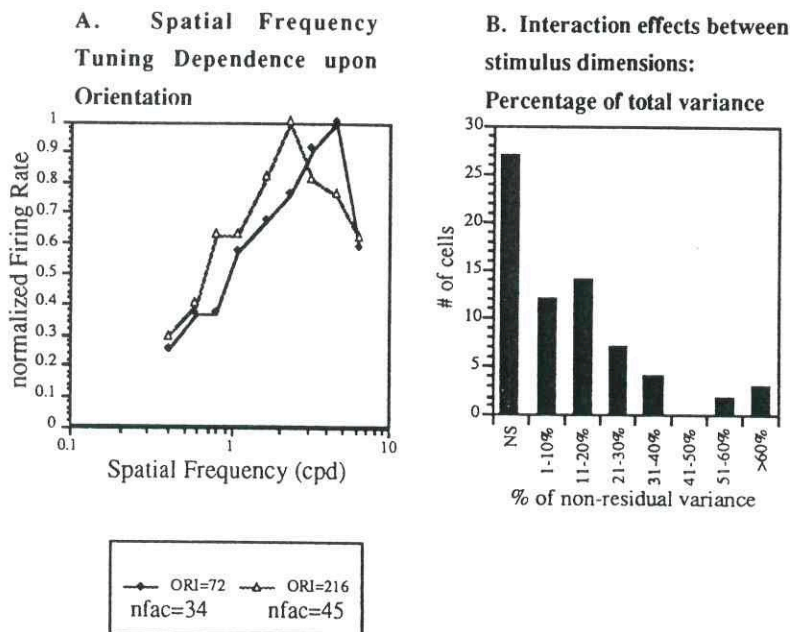 A. Spatial Frequency
Tuning Dependence upon
Orientation
normalized Firing Rate
1
0.9
0.8
0.7
0.6
0.5
0.4
0.3
0.2
0.1
0
0.1
1
10
Spatial Frequency (cpd)
ORI=72 ORI=216
nfac=34 nfac=45
B. Interaction effects between
stimulus dimensions:
Percentage of total variance
# of cells
30
25
20
15
10
5
0
NS
1-10%
11-20%
21-30%
31-40%
41-50%
51-60%
>60%
% of non-residual variance